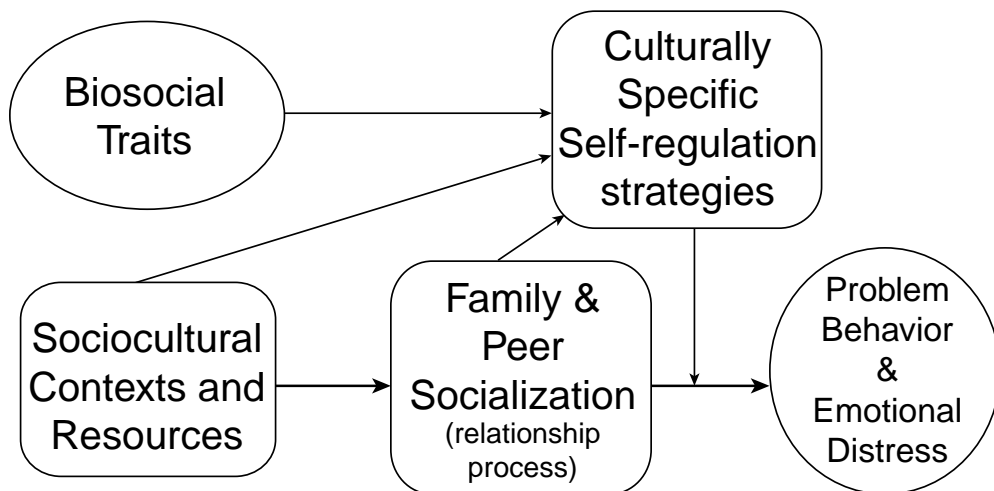 Biosocial
Traits
Culturally
Specific
Self-regulation
strategies
Sociocultural
Contexts and
Resources
Family &
Peer
Socialization
(relationship
process)
Problem
Behavior
&
Emotional
Distress